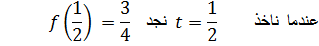 عندما ناخذ t = 1/2 نجد f(1/2) = 3/4